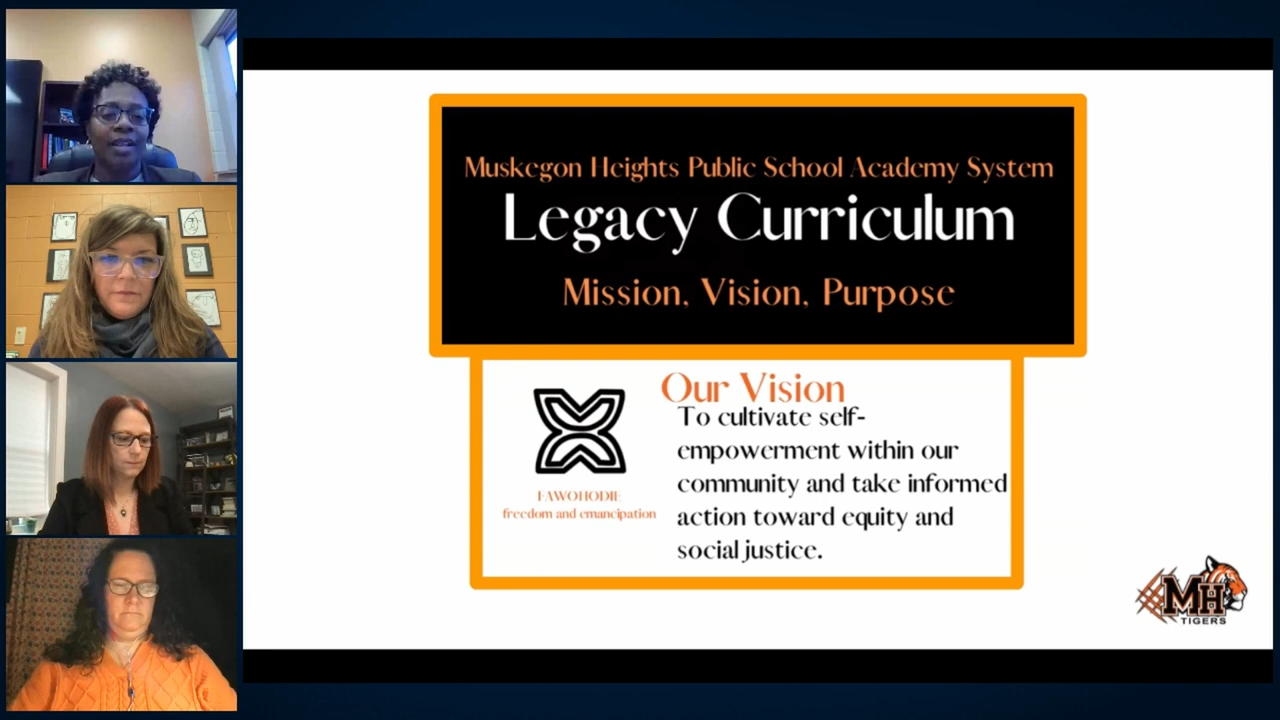 Muskegon Heights Public School Academy System
Legacy Curriculum
Mission, Vision, Purpose
Our Vision
To cultivate self-
empowerment within our
community and take informed
action toward equity and
social justice.
FAWOHODIE
freedom and emancipation
MH
TIGERS